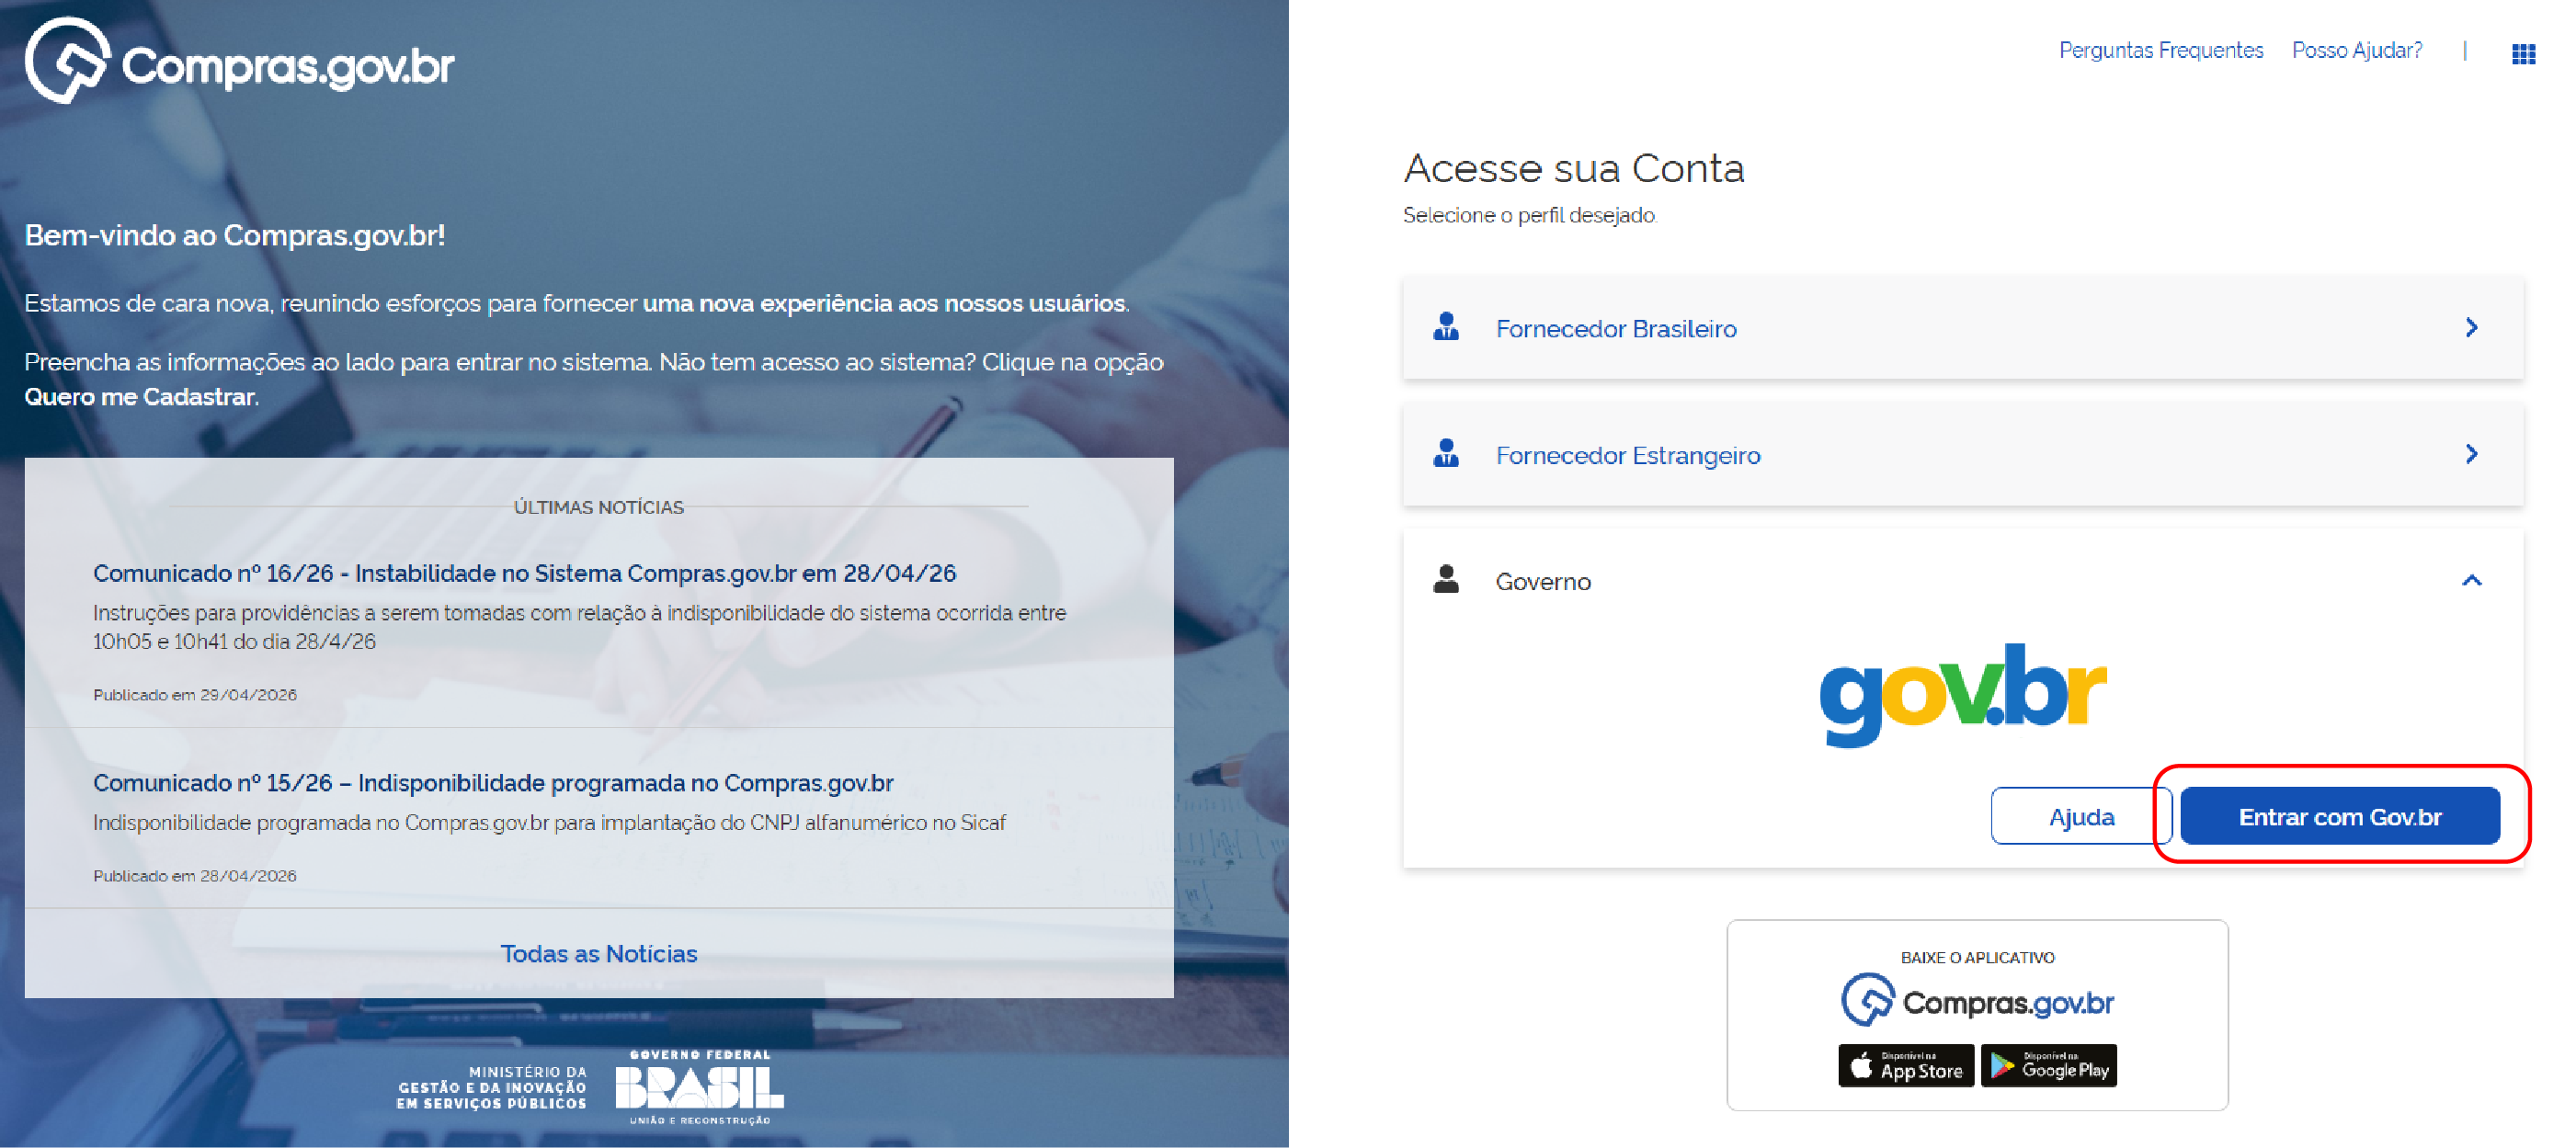 Compras.gov.br
Bem-vindo ao Compras.gov.br!
Estamos de cara nova, reunindo esforços para fornecer uma nova experiência aos nossos usuários.
Preencha as informações ao lado para entrar no sistema. Não tem acesso ao sistema? Clique na opção
Quero me Cadastrar.
ÚLTIMAS NOTÍCIAS
Comunicado nº 16/26 - Instabilidade no Sistema Compras.gov.br em 28/04/26
Instruções para providências a serem tomadas com relação à indisponibilidade do sistema ocorrida entre
10h05 e 10h41 do dia 28/4/26
Publicado em 29/04/2026
Comunicado nº 15/26 – Indisponibilidade programada no Compras.gov.br
Indisponibilidade programada no Compras.gov.br para implantação do CNPJ alfanumérico no Sicaf
Publicado em 28/04/2026
Todas as Notícias
MINISTÉRIO DA
GESTÃO E DA INOVAÇÃO
EM SERVIÇOS PÚBLICOS
GOVERNO FEDERAL
BRASIL
UNIÃO E RECONSTRUÇÃO
Perguntas Frequentes Posso Ajudar? |
Acesse sua Conta
Selecione o perfil desejado.
Fornecedor Brasileiro
Fornecedor Estrangeiro
Governo
gov.br
Ajuda
Entrar com Gov.br
BAIXE O APLICATIVO
Compras.gov.br
Disponível na
App Store
Disponível na
Google Play